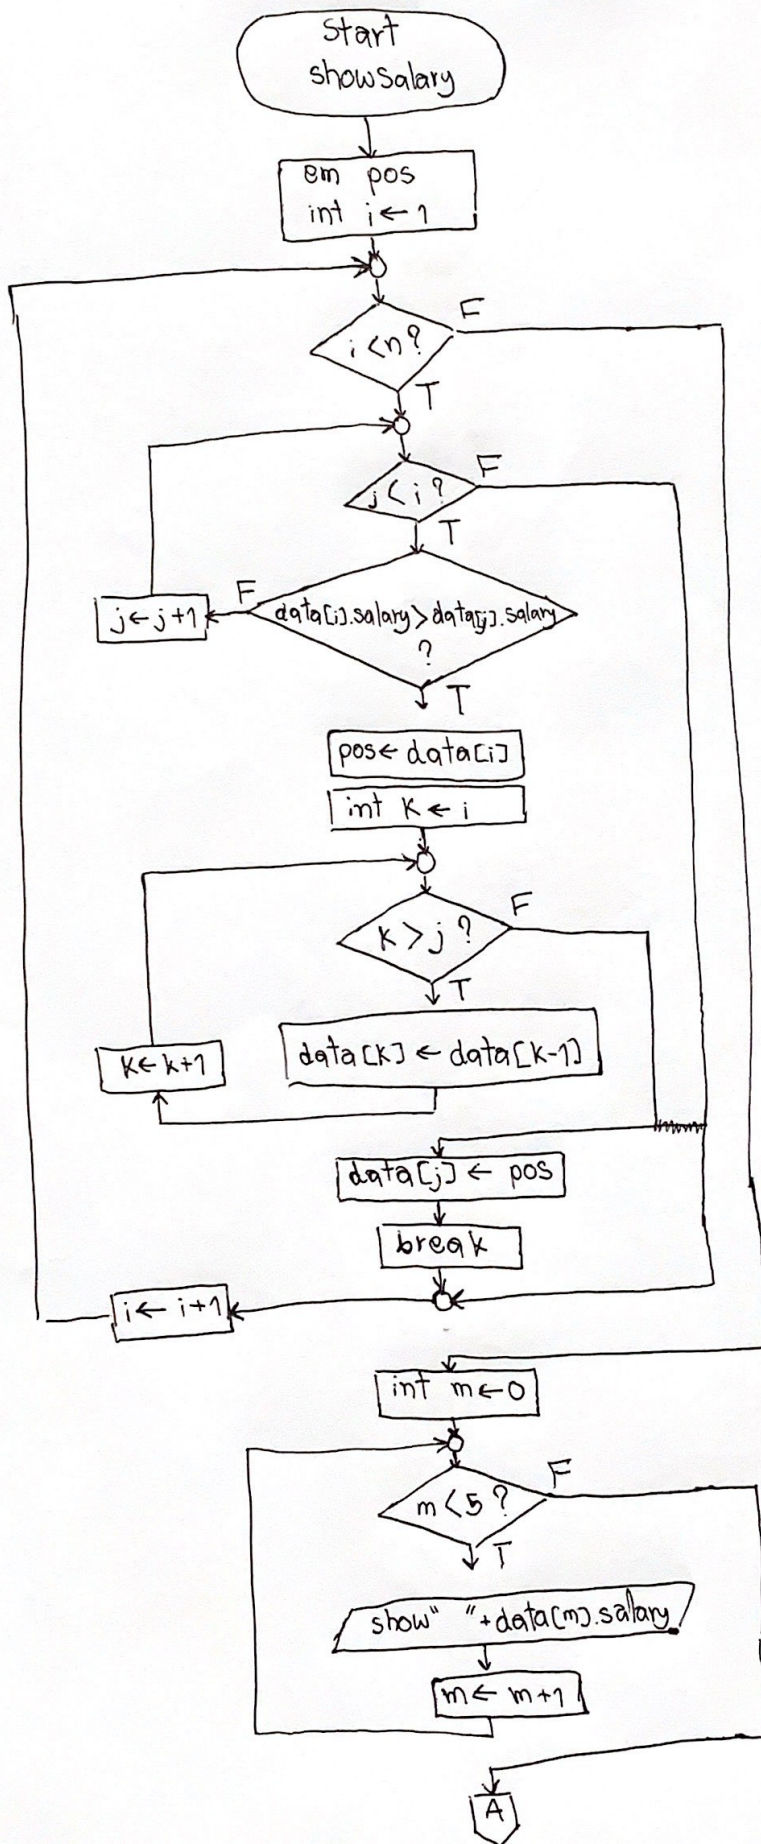 Start
showSalary
em pos
int i ← 1
i < n ?
F
T
j < i ?
F
T
data[i].salary > data[j].salary
?
F
j ← j+1
T
pos ← data[i]
int k ← i
k > j ?
F
T
data[k] ← data[k-1]
k ← k+1
data[j] ← pos
break
i ← i+1
int m ← 0
m < 5 ?
F
T
show" "+data[m].salary
m ← m+1
A